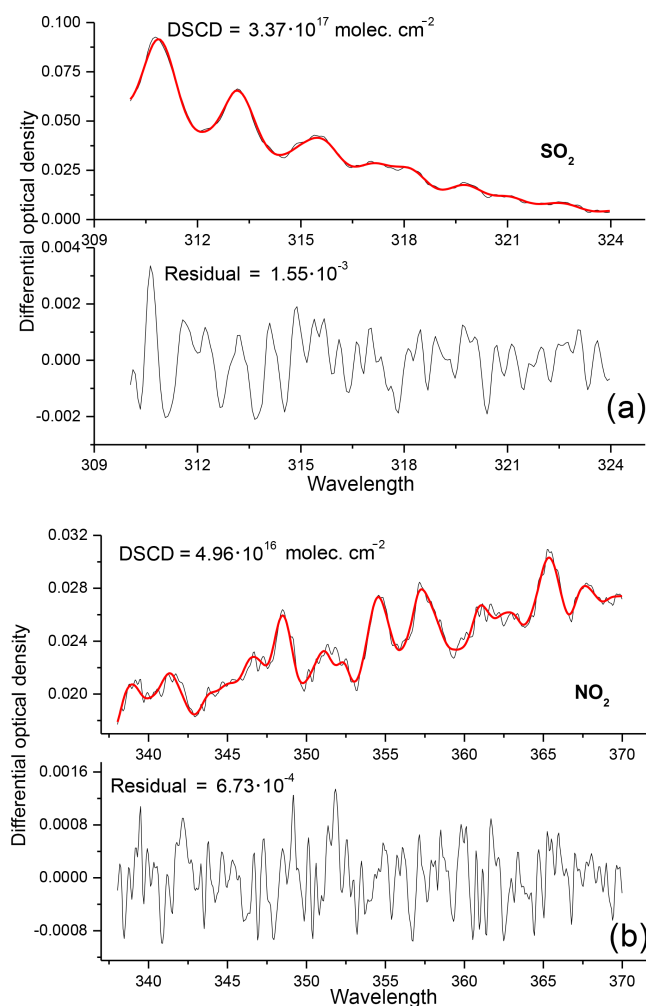 Differential optical density
0.100
0.075
0.050
0.025
0.000
DSCD = 3.37·10¹⁷ molec. cm⁻²
SO₂
309 312 315 318 321 324
0.004
0.002
0.000
-0.002
Residual = 1.55·10⁻³
(a)
309 312 315 318 321 324
Wavelength
Differential optical density
0.032
0.028
0.024
0.020
DSCD = 4.96·10¹⁶ molec. cm⁻²
NO₂
340 345 350 355 360 365 370
0.0016
0.0008
0.0000
-0.0008
Residual = 6.73·10⁻⁴
(b)
340 345 350 355 360 365 370
Wavelength